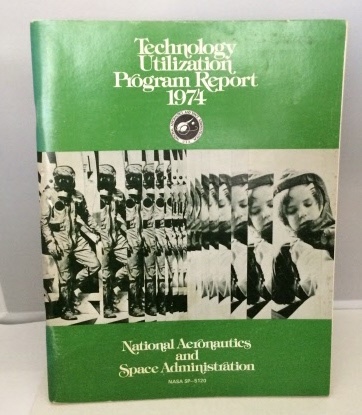 Technology
Utilization
Program Report
1974
National Aeronautics
and
Space Administration
NASA SP-5120